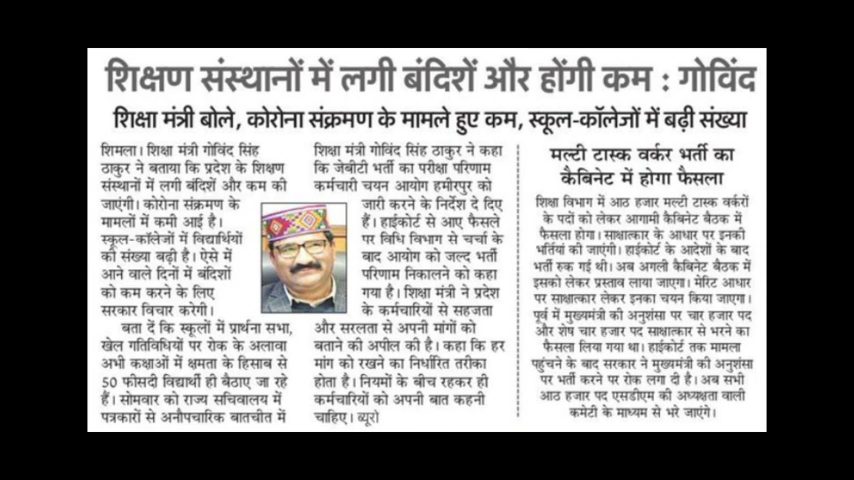 शिक्षण संस्थानों में लगी बंदिशें और होंगी कम : गोविंद
शिक्षा मंत्री बोले, कोरोना संक्रमण के मामले हुए कम, स्कूल-कॉलेजों में बढ़ी संख्या
शिमला। शिक्षा मंत्री गोविंद सिंह
ठाकुर ने बताया कि प्रदेश के शिक्षण
संस्थानों में लगी बंदिशें और कम की
जाएंगी। कोरोना संक्रमण के
मामलों में कमी आई है।
स्कूल-कॉलेजों में विद्यार्थियों
की संख्या बढ़ी है। ऐसे में
आने वाले दिनों में बंदिशों
को कम करने के लिए
सरकार विचार करेगी।
बता दें कि स्कूलों में प्रार्थना सभा,
खेल गतिविधियों पर रोक के अलावा
अभी कक्षाओं में क्षमता के हिसाब से
50 फीसदी विद्यार्थी ही बैठाए जा रहे
हैं। सोमवार को राज्य सचिवालय में
पत्रकारों से अनौपचारिक बातचीत में
शिक्षा मंत्री गोविंद सिंह ठाकुर ने कहा
कि जेबीटी भर्ती का परीक्षा परिणाम
कर्मचारी चयन आयोग हमीरपुर को
जारी करने के निर्देश दे दिए
हैं। हाईकोर्ट से आए फैसले
पर विधि विभाग से चर्चा के
बाद आयोग को जल्द भर्ती
परिणाम निकालने को कहा
गया है। शिक्षा मंत्री ने प्रदेश
के कर्मचारियों से सहजता
और सरलता से अपनी मांगों को
बताने की अपील की है। कहा कि हर
मांग को रखने का निर्धारित तरीका
होता है। नियमों के बीच रहकर ही
कर्मचारियों को अपनी बात कहनी
चाहिए। ब्यूरो
मल्टी टास्क वर्कर भर्ती का
कैबिनेट में होगा फैसला
शिक्षा विभाग में आठ हजार मल्टी टास्क वर्करों
के पदों को लेकर आगामी कैबिनेट बैठक में
फैसला होगा। साक्षात्कार के आधार पर इनकी
भर्तियां की जाएंगी। हाईकोर्ट के आदेशों के बाद
भर्ती रुक गई थी। अब अगली कैबिनेट बैठक में
इसको लेकर प्रस्ताव लाया जाएगा। मेरिट आधार
पर साक्षात्कार लेकर इनका चयन किया जाएगा।
पूर्व में मुख्यमंत्री की अनुशंसा पर चार हजार पद
और शेष चार हजार पद साक्षात्कार से भरने का
फैसला लिया गया था। हाईकोर्ट तक मामला
पहुंचने के बाद सरकार ने मुख्यमंत्री की अनुशंसा
पर भर्ती करने पर रोक लगा दी है। अब सभी
आठ हजार पद एसडीएम की अध्यक्षता वाली
कमेटी के माध्यम से भरे जाएंगे।